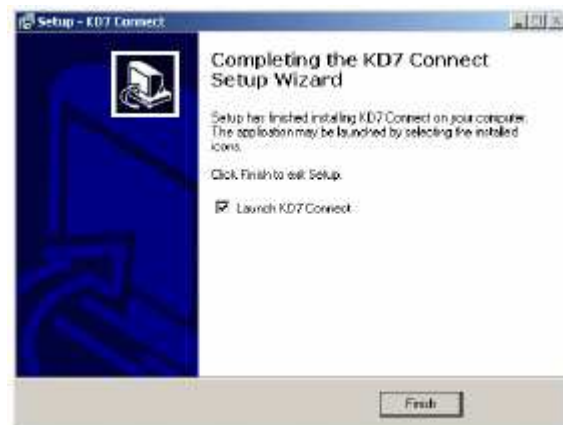 Setup - KD7 Connect
Completing the KD7 Connect
Setup Wizard
Setup has finished installing KD7 Connect on your computer.
The application may be launched by selecting the installed
icons.
Click Finish to exit Setup.
Launch KD7 Connect
Finish